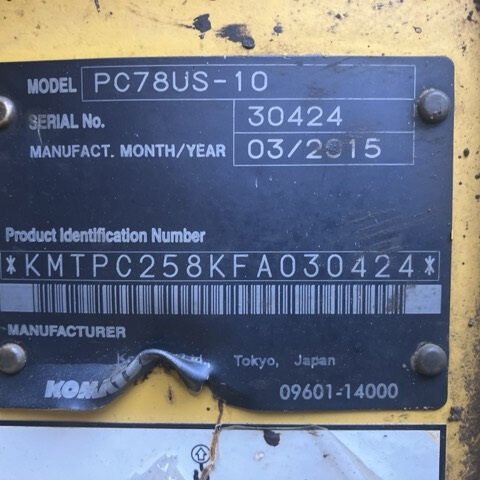 MODEL PC78US-10
SERIAL No. 30424
MANUFACT. MONTH/YEAR 03/2015
Product Identification Number
*KMTPC258KFA030424*
MANUFACTURER
Tokyo, Japan
09601-14000